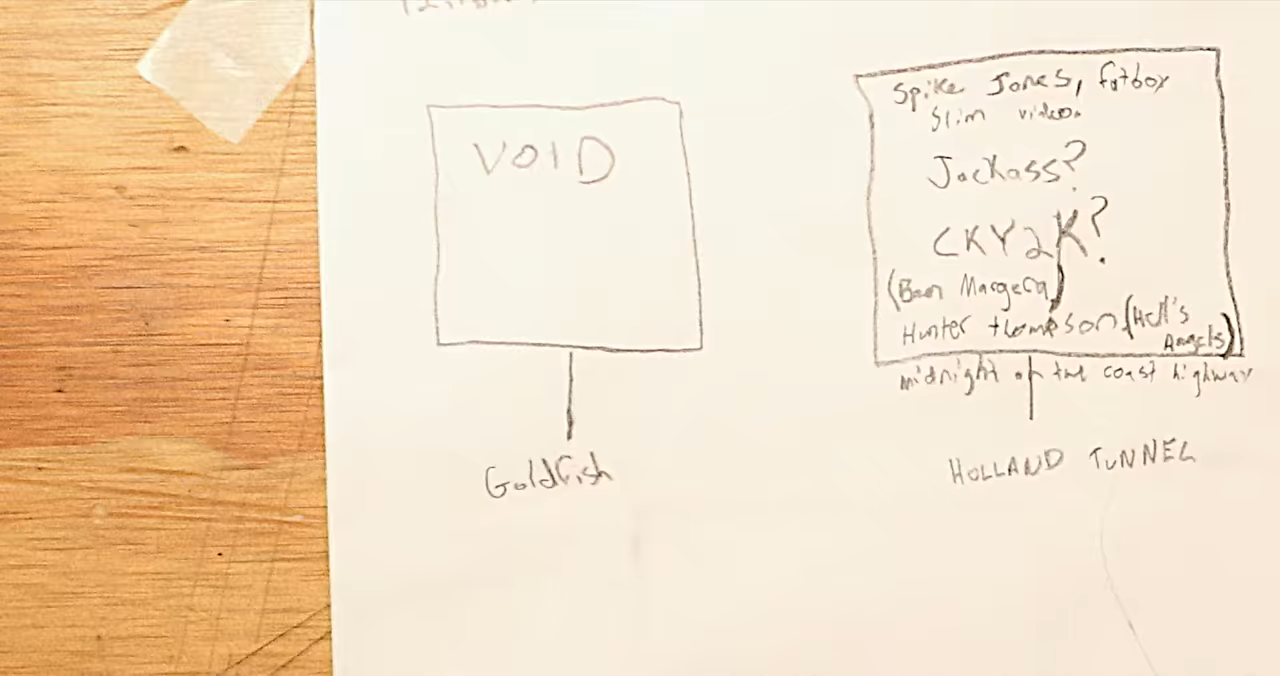 VOID
Goldfish
Spike Jones, fatbox
Slim video.
Jackass?
CKY2K?
(Bam Margera)
Hunter thompson (Hell's
Angels)
midnight on the coast highway
HOLLAND TUNNEL